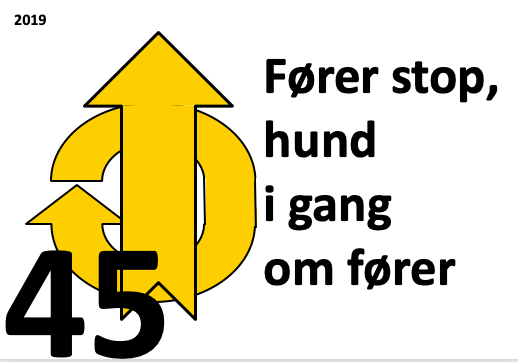 2019
Fører stop,
hund
i gang
om fører
45